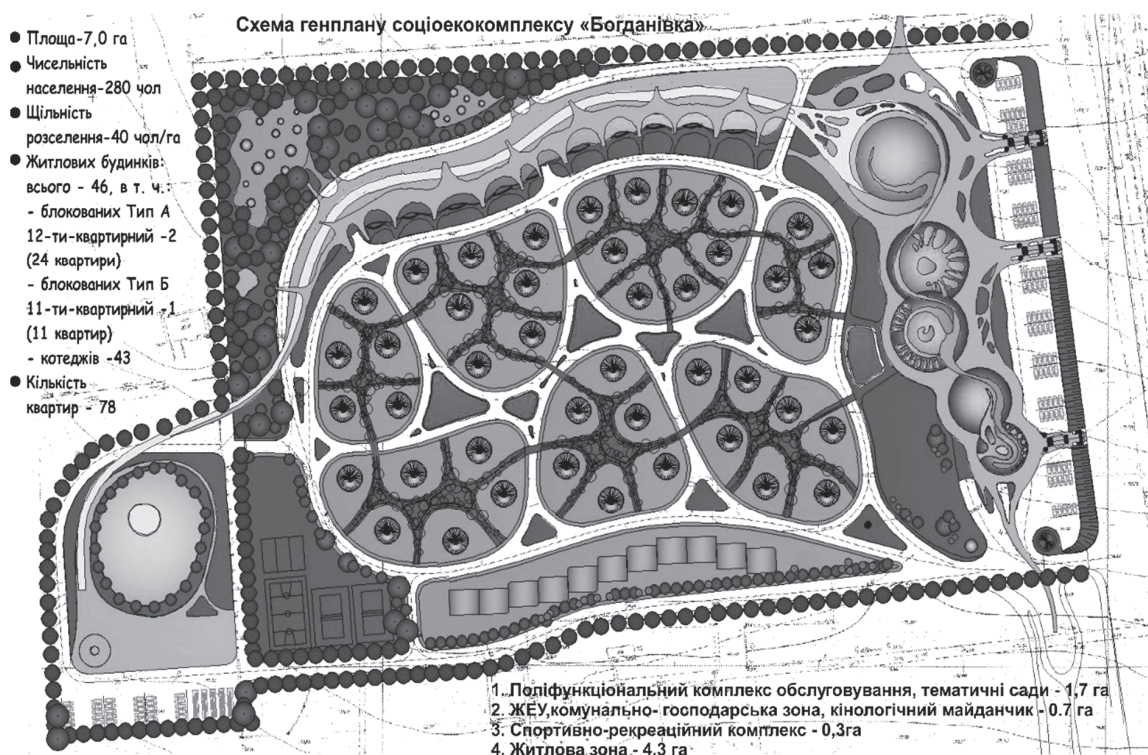 Схема генплану соціоекокомплексу «Богданівка»
● Площа-7,0 га
● Чисельність
населення-280 чол
● Щільність
розселення-40 чол/га
● Житлових будинків:
всього - 46, в т. ч.:
- блокованих Тип А
12-ти-квартирний -2
(24 квартири)
- блокованих Тип Б
11-ти-квартирний -1
(11 квартир)
- котеджів -43
● Кількість
квартир - 78
1. Поліфункціональний комплекс обслуговування, тематичні сади - 1,7 га
2. ЖЕУ,комунально- господарська зона, кінологічний майданчик - 0.7 га
3. Спортивно-рекреаційний комплекс - 0,3га
4. Житлова зона - 4,3 га